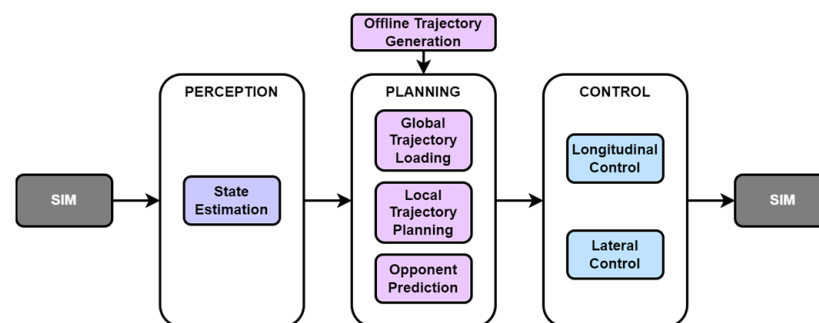 Offline Trajectory
Generation
PERCEPTION
PLANNING
CONTROL
SIM
State
Estimation
Global
Trajectory
Loading
Local
Trajectory
Planning
Opponent
Prediction
Longitudinal
Control
Lateral
Control
SIM